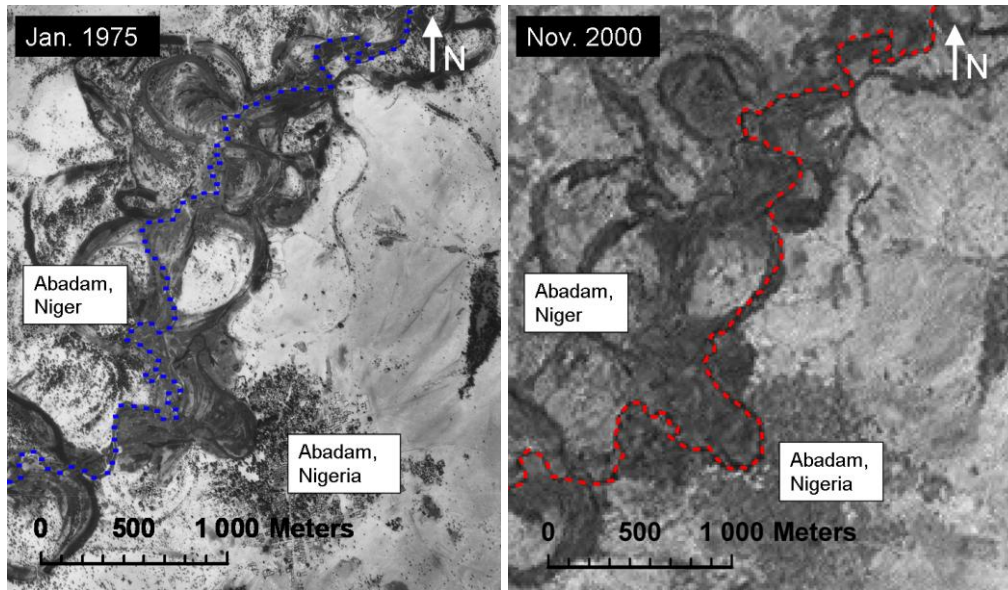 Jan. 1975
N
Abadam,
Niger
Abadam,
Nigeria
0 500 1 000 Meters
Nov. 2000
N
Abadam,
Niger
Abadam,
Nigeria
0 500 1 000 Meters